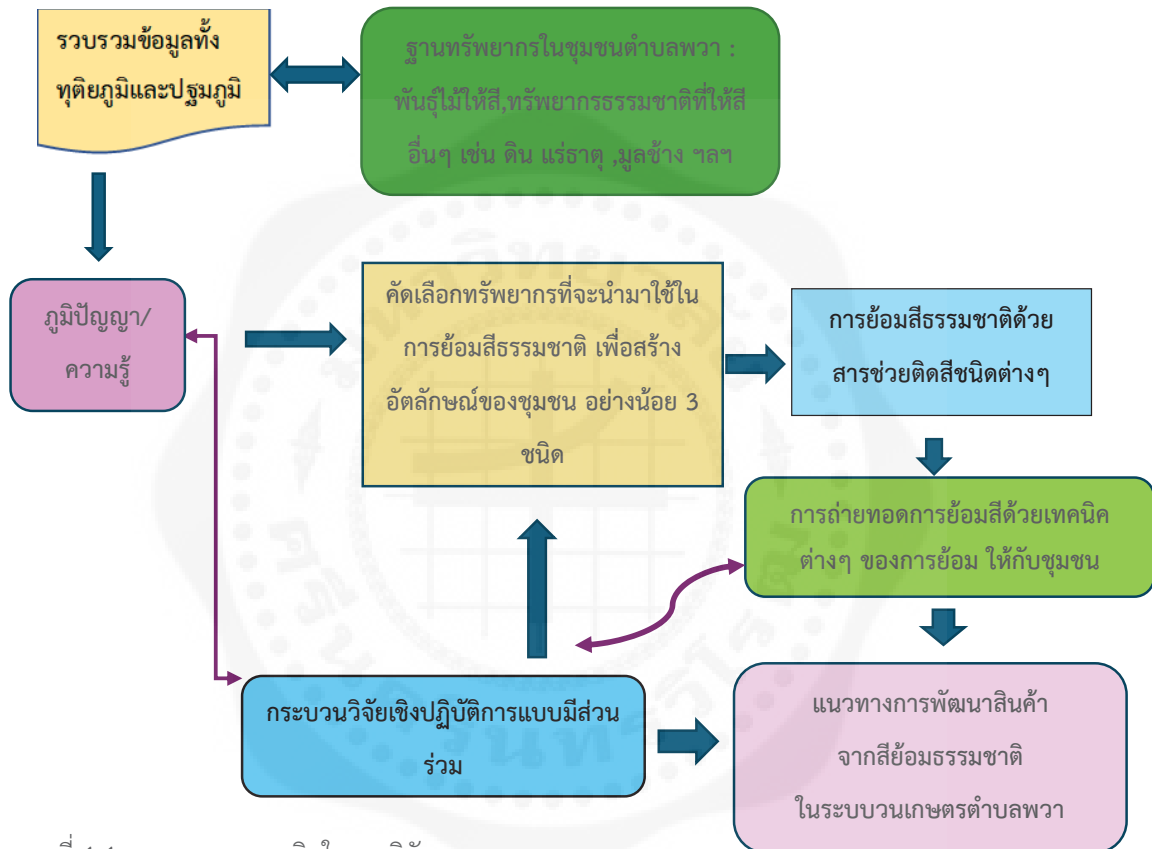 รวบรวมข้อมูลทั้ง
ทุติยภูมิและปฐมภูมิ
ฐานทรัพยากรในชุมชนตำบลพวา :
พันธุ์ไม้ให้สี,ทรัพยากรธรรมชาติที่ให้สี
อื่นๆ เช่น ดิน แร่ธาตุ ,มูลช้าง ฯลฯ
ภูมิปัญญา/
ความรู้
คัดเลือกทรัพยากรที่จะนำมาใช้ใน
การย้อมสีธรรมชาติ เพื่อสร้าง
อัตลักษณ์ของชุมชน อย่างน้อย 3
ชนิด
การย้อมสีธรรมชาติด้วย
สารช่วยติดสีชนิดต่างๆ
การถ่ายทอดการย้อมสีด้วยเทคนิค
ต่างๆ ของการย้อม ให้กับชุมชน
กระบวนวิจัยเชิงปฏิบัติการแบบมีส่วน
ร่วม
แนวทางการพัฒนาสินค้า
จากสีย้อมธรรมชาติ
ในระบบวนเกษตรตำบลพวา